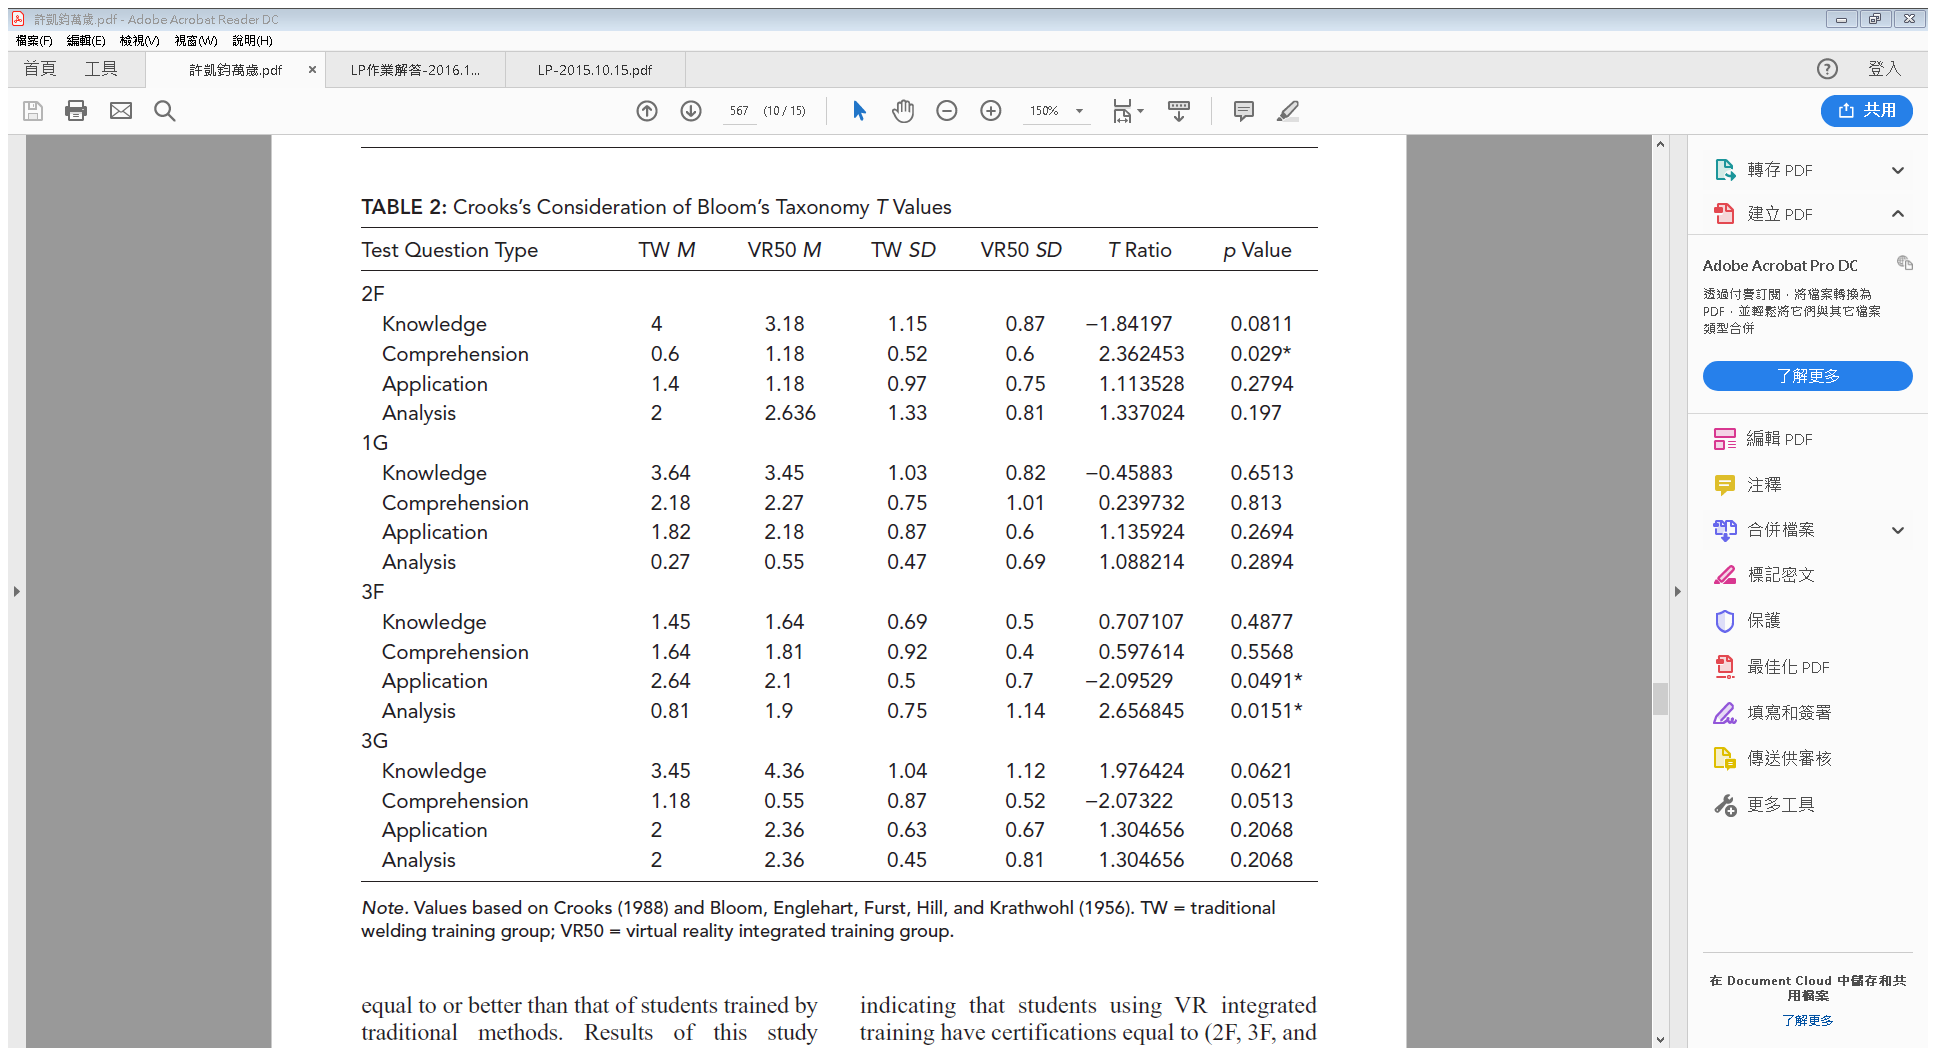 許凱鈞萬歲.pdf - Adobe Acrobat Reader DC
檔案(F) 編輯(E) 檢視(V) 視窗(W) 說明(H)
首頁 工具 許凱鈞萬歲.pdf × LP作業解答-2016.1... LP-2015.10.15.pdf 登入
567 (10 / 15) 150% 共用
TABLE 2: Crooks's Consideration of Bloom's Taxonomy T Values
Test Question Type TW M VR50 M TW SD VR50 SD T Ratio p Value
2F
Knowledge 4 3.18 1.15 0.87 −1.84197 0.0811
Comprehension 0.6 1.18 0.52 0.6 2.362453 0.029*
Application 1.4 1.18 0.97 0.75 1.113528 0.2794
Analysis 2 2.636 1.33 0.81 1.337024 0.197
1G
Knowledge 3.64 3.45 1.03 0.82 −0.45883 0.6513
Comprehension 2.18 2.27 0.75 1.01 0.239732 0.813
Application 1.82 2.18 0.87 0.6 1.135924 0.2694
Analysis 0.27 0.55 0.47 0.69 1.088214 0.2894
3F
Knowledge 1.45 1.64 0.69 0.5 0.707107 0.4877
Comprehension 1.64 1.81 0.92 0.4 0.597614 0.5568
Application 2.64 2.1 0.5 0.7 −2.09529 0.0491*
Analysis 0.81 1.9 0.75 1.14 2.656845 0.0151*
3G
Knowledge 3.45 4.36 1.04 1.12 1.976424 0.0621
Comprehension 1.18 0.55 0.87 0.52 −2.07322 0.0513
Application 2 2.36 0.63 0.67 1.304656 0.2068
Analysis 2 2.36 0.45 0.81 1.304656 0.2068
Note. Values based on Crooks (1988) and Bloom, Englehart, Furst, Hill, and Krathwohl (1956). TW = traditional
welding training group; VR50 = virtual reality integrated training group.
equal to or better than that of students trained by
traditional methods. Results of this study
indicating that students using VR integrated
training have certifications equal to (2F, 3F, and
轉存 PDF
建立 PDF
Adobe Acrobat Pro DC
透過付費訂閱，將檔案轉換為
PDF，並輕鬆將它們與其它檔案
類型合併
了解更多
編輯 PDF
注釋
合併檔案
標記密文
保護
最佳化 PDF
填寫和簽署
傳送供審核
更多工具
在 Document Cloud 中儲存和共
用檔案
了解更多